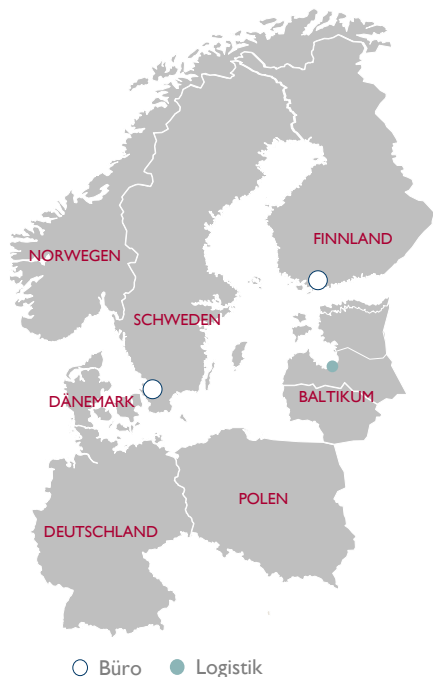 FINNLAND
NORWEGEN
SCHWEDEN
DÄNEMARK
BALTIKUM
POLEN
DEUTSCHLAND
Büro
Logistik